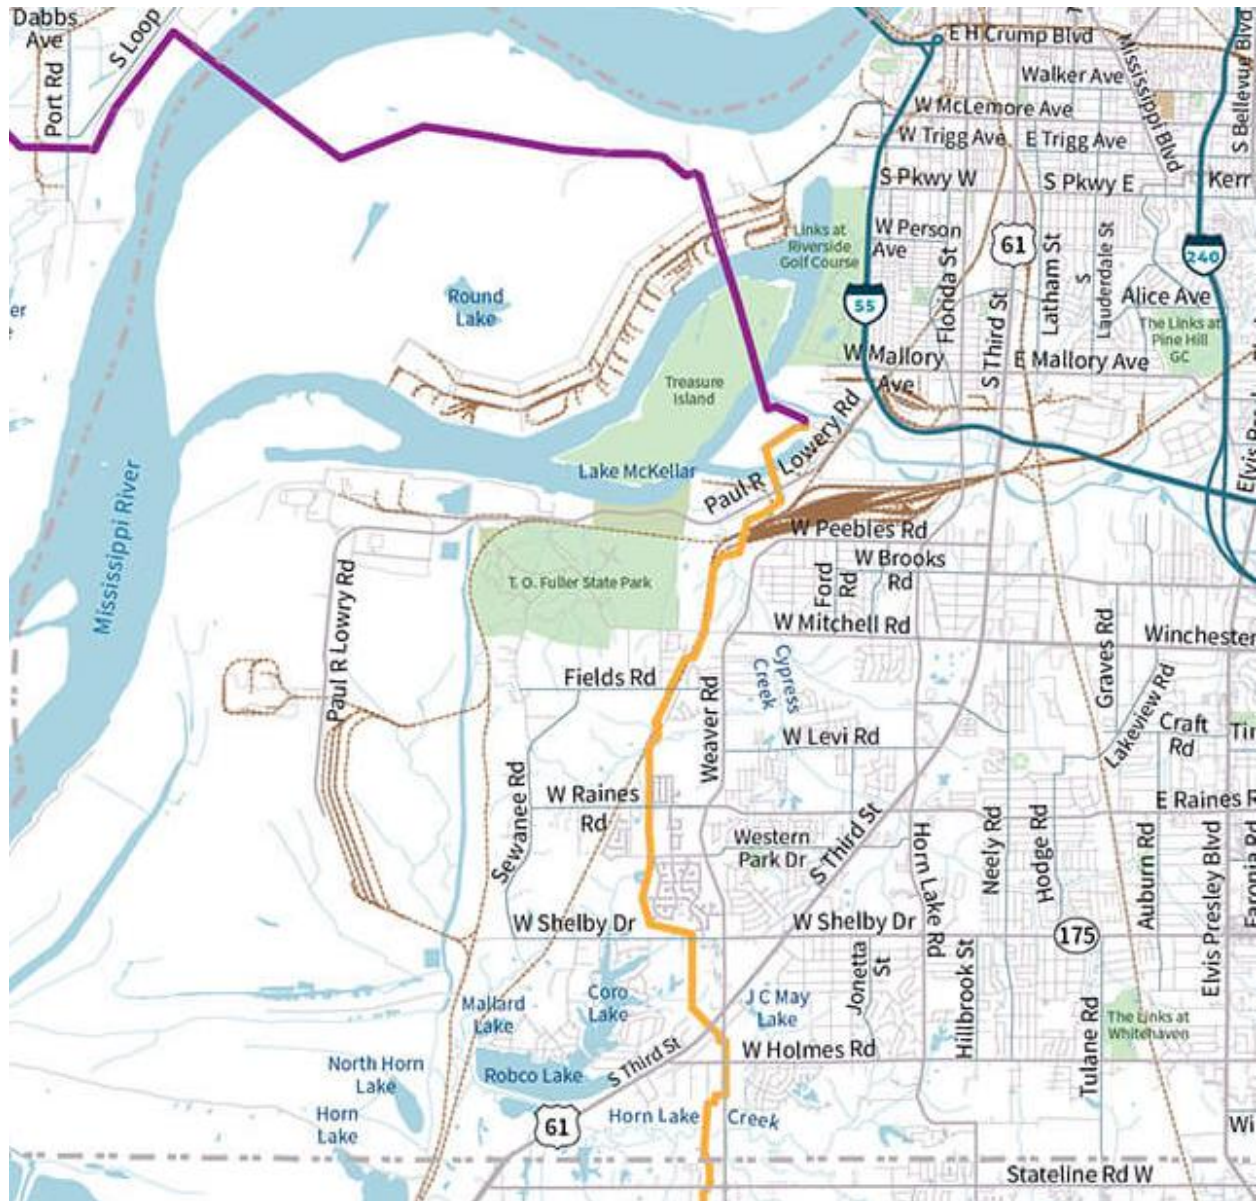 Dabbs
Ave
S Loop
Port Rd
E H Crump Blvd
Walker Ave
Mississippi Blvd
S Bellevue Blvd
W McLemore Ave
W Trigg Ave
E Trigg Ave
S Pkwy W
S Pkwy E
Kerr
Links at
Riverside
Golf Course
W Person
Ave
61
240
Florida St
S Third St
Latham St
S
Lauderdale St
Alice Ave
55
The Links at
Pine Hill
GC
er
Round
Lake
W Mallory
Ave
E Mallory Ave
Treasure
Island
Paul R Lowery Rd
Lake McKellar
Mississippi River
W Peebles Rd
W Brooks
Rd
Ford
Rd
T. O. Fuller State Park
Paul R Lowry Rd
W Mitchell Rd
Winchester
Cypress
Creek
Graves Rd
Fields Rd
Weaver Rd
Lakeview Rd
Craft
Rd
W Levi Rd
Sewanee Rd
W Raines
Rd
E Raines R
Western
Park Dr
S Third St
Horn Lake Rd
Neely Rd
Hodge Rd
Auburn Rd
Elvis Presley Blvd
W Shelby Dr
W Shelby Dr
175
Jonetta
St
Hillbrook St
Mallard
Lake
Coro
Lake
J C May
Lake
The Links at
Whitehaven
Tulane Rd
North Horn
Lake
Robco Lake
S Third St
W Holmes Rd
Horn
Lake
61
Horn Lake
Creek
Wi
Stateline Rd W